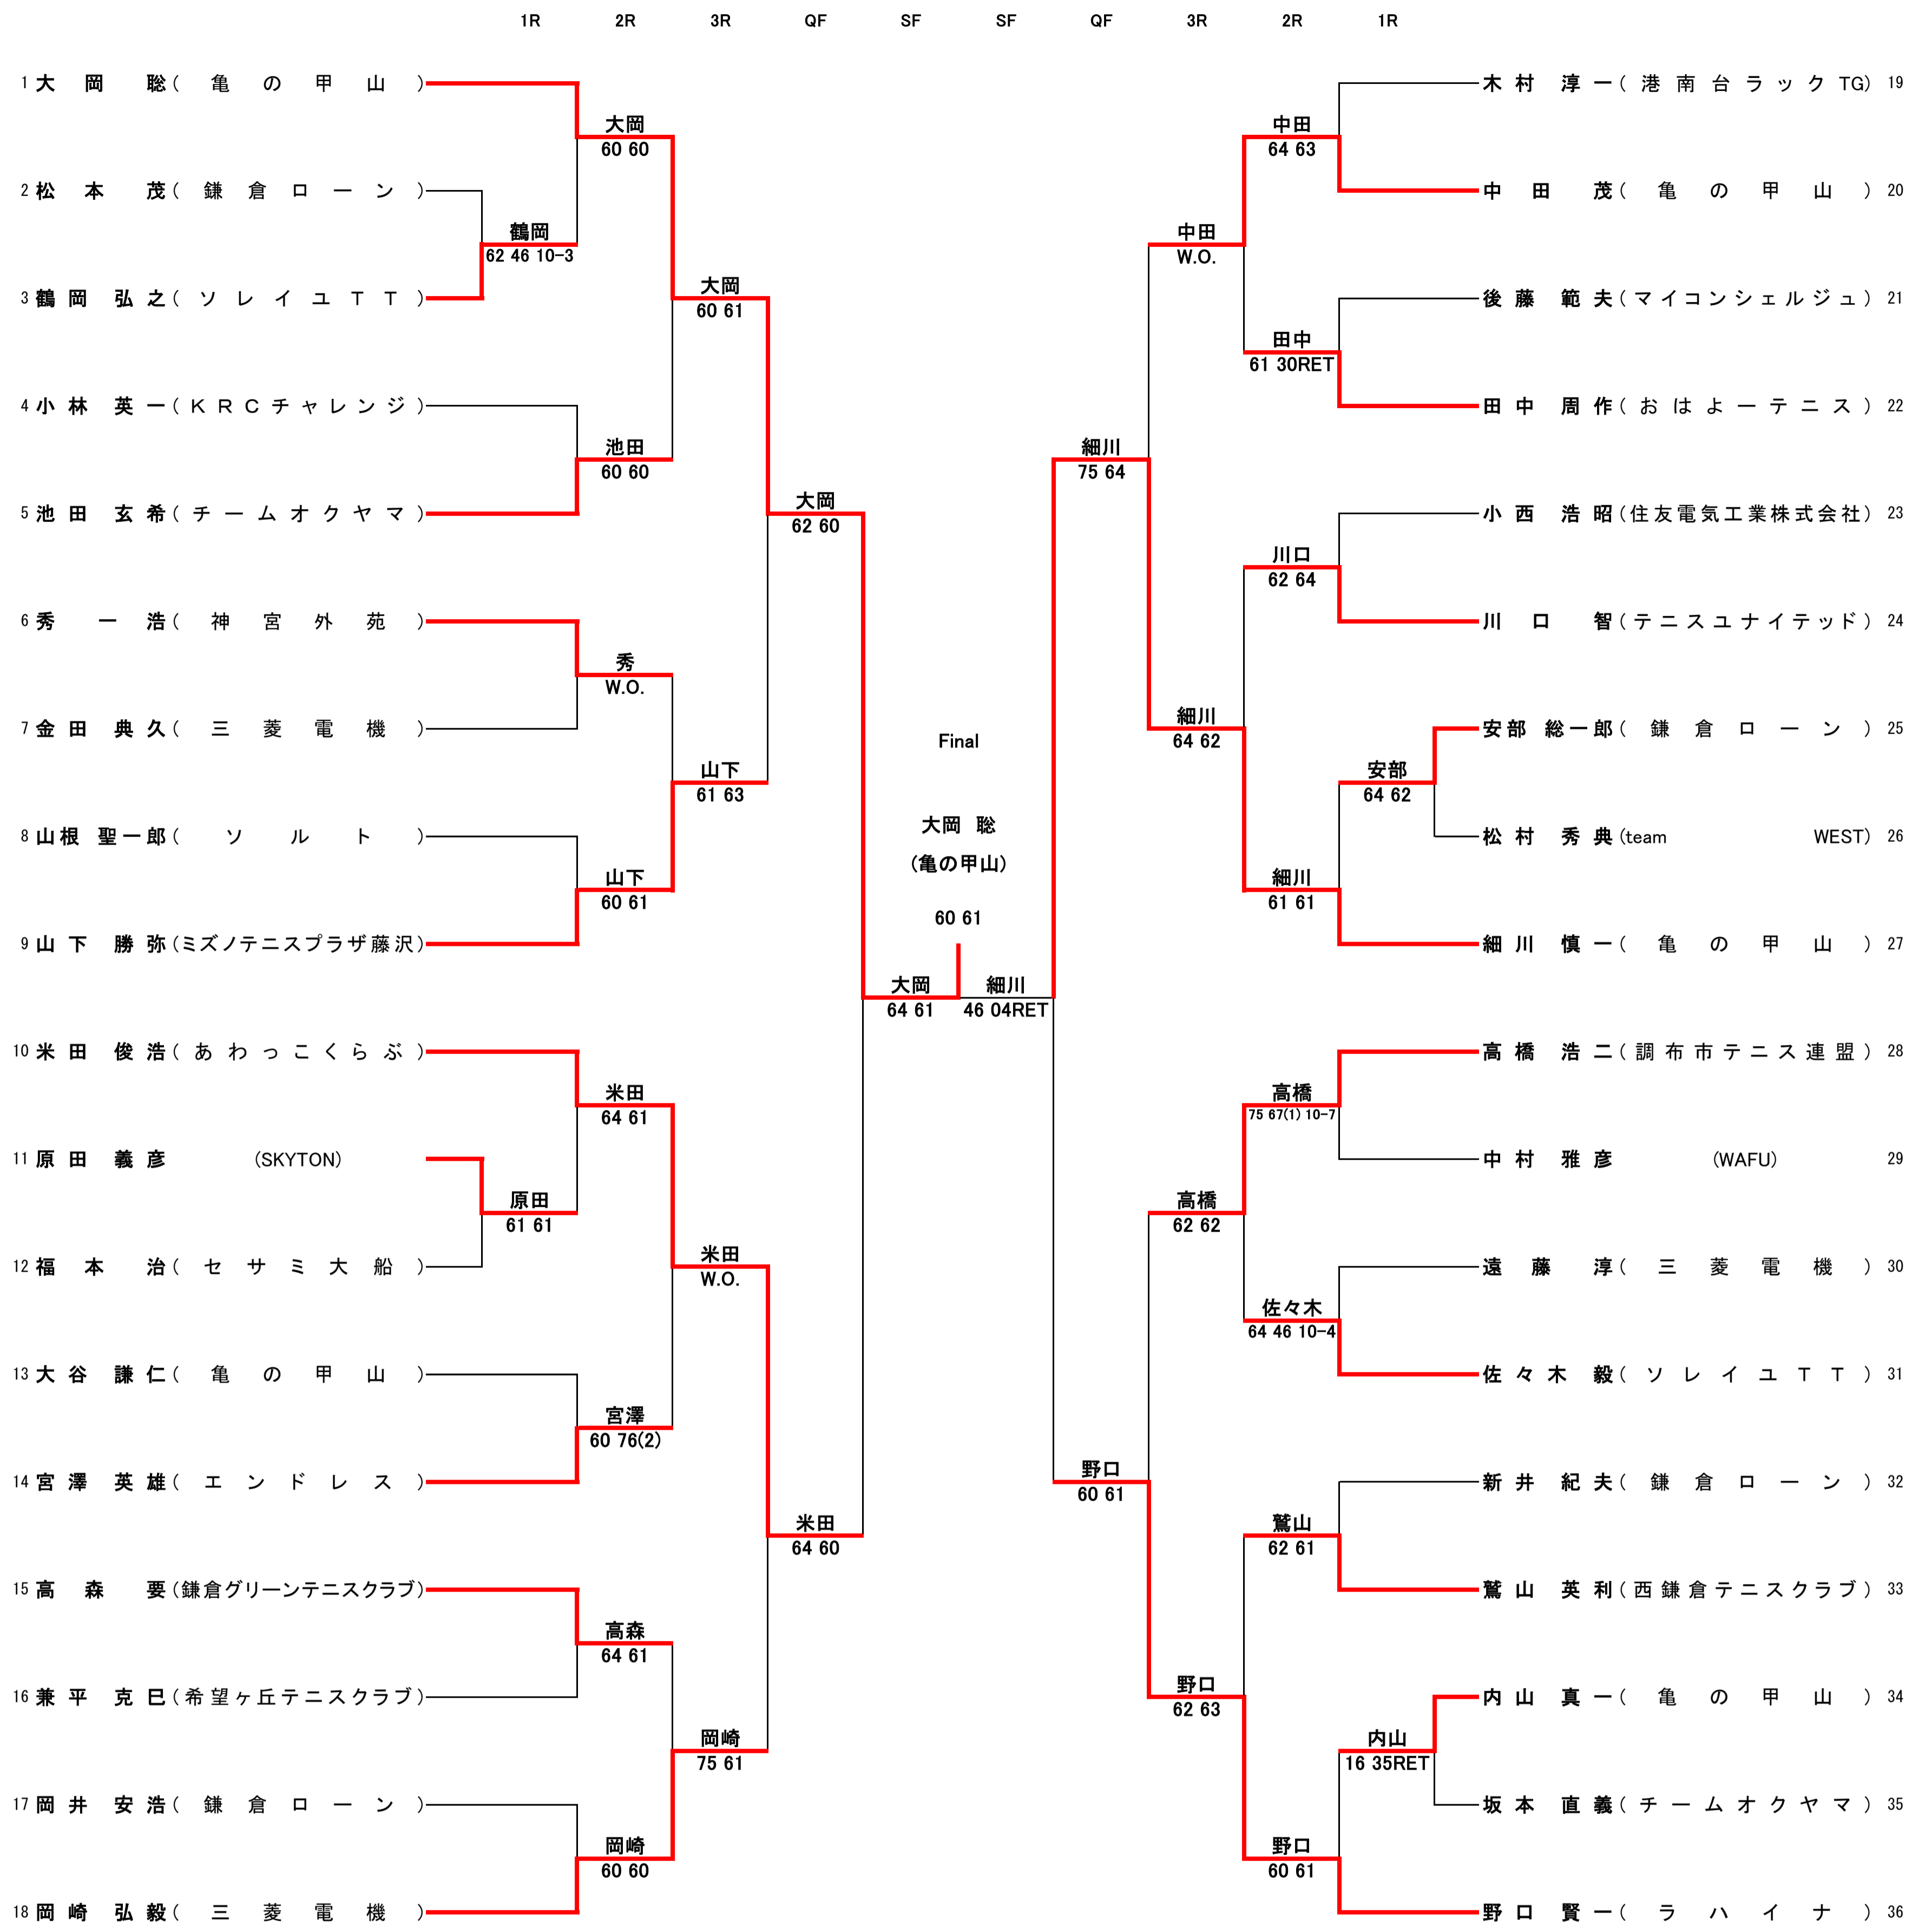 1R 2R 3R QF SF SF QF 3R 2R 1R
1 大岡 聡 (亀の甲山)
大岡
60 60
2 松本 茂 (鎌倉ローン)
鶴岡
62 46 10-3
3 鶴岡 弘之 (ソレイユTT)
大岡
60 61
4 小林 英一 (KRCチャレンジ)
池田
60 60
5 池田 玄希 (チームオクヤマ)
大岡
62 60
6 秀 一浩 (神宮外苑)
秀
W.O.
7 金田 典久 (三菱電機)
山下
61 63
8 山根 聖一郎 (ソルト)
山下
60 61
9 山下 勝弥 (ミズノテニスプラザ藤沢)
大岡
64 61
10 米田 俊浩 (あわっこくらぶ)
米田
64 61
11 原田 義彦 (SKYTON)
原田
61 61
12 福本 治 (セサミ大船)
米田
W.O.
13 大谷 謙仁 (亀の甲山)
宮澤
60 76(2)
14 宮澤 英雄 (エンドレス)
米田
64 60
15 高森 要 (鎌倉グリーンテニスクラブ)
高森
64 61
16 兼平 克巳 (希望ヶ丘テニスクラブ)
岡崎
75 61
17 岡井 安浩 (鎌倉ローン)
岡崎
60 60
18 岡崎 弘毅 (三菱電機)
Final
大岡 聡
(亀の甲山)
60 61
木村 淳一 (港南台ラックTG) 19
中田
64 63
中田 茂 (亀の甲山) 20
中田
W.O.
後藤 範夫 (マイコンシェルジュ) 21
田中
61 30RET
田中 周作 (おはよーテニス) 22
細川
75 64
小西 浩昭 (住友電気工業株式会社) 23
川口
62 64
川口 智 (テニスユナイテッド) 24
細川
64 62
安部 総一郎 (鎌倉ローン) 25
安部
64 62
松村 秀典 (team WEST) 26
細川
61 61
細川 慎一 (亀の甲山) 27
細川
46 04RET
高橋 浩二 (調布市テニス連盟) 28
高橋
75 67(1) 10-7
中村 雅彦 (WAFU) 29
高橋
62 62
遠藤 淳 (三菱電機) 30
佐々木
64 46 10-4
佐々木 毅 (ソレイユTT) 31
野口
60 61
新井 紀夫 (鎌倉ローン) 32
鷲山
62 61
鷲山 英利 (西鎌倉テニスクラブ) 33
野口
62 63
内山 真一 (亀の甲山) 34
内山
16 35RET
坂本 直義 (チームオクヤマ) 35
野口
60 61
野口 賢一 (ラハイナ) 36